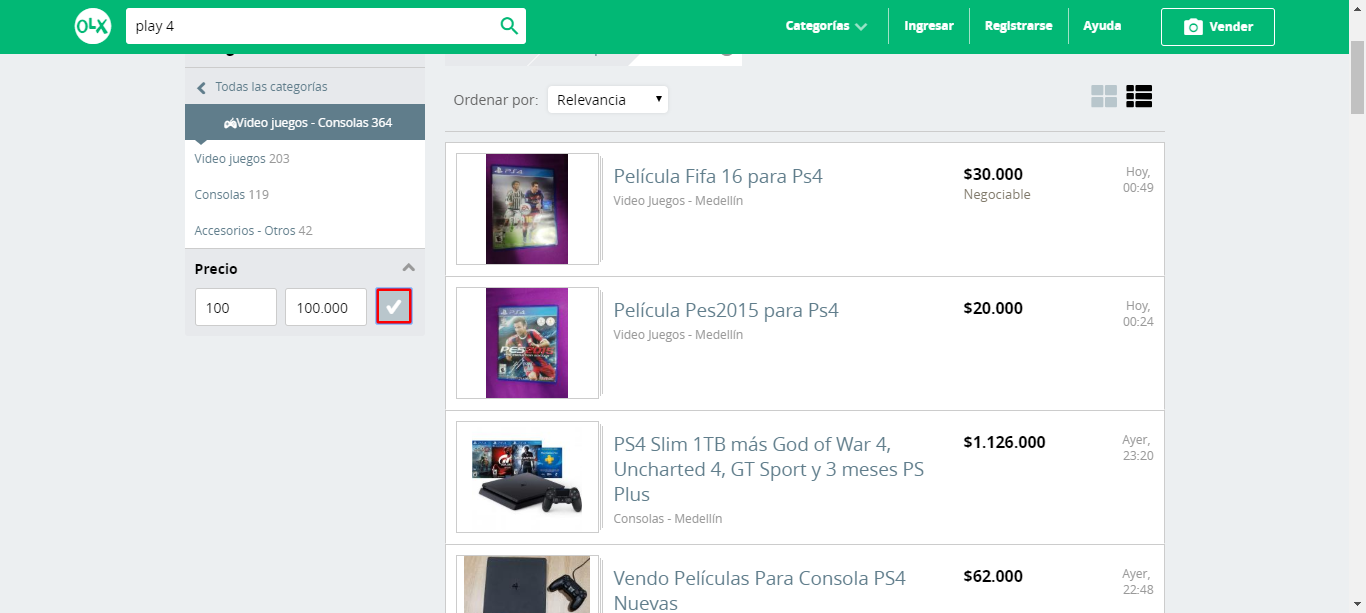 OLX
play 4
Categorías
Ingresar
Registrarse
Ayuda
Vender
Todas las categorías
Video juegos - Consolas 364
Video juegos 203
Consolas 119
Accesorios - Otros 42
Precio
100
100.000
Ordenar por:
Relevancia
PS4
Película Fifa 16 para Ps4
Video Juegos - Medellín
$30.000
Negociable
Hoy,
00:49
PS4
PES2015
Película Pes2015 para Ps4
Video Juegos - Medellín
$20.000
Hoy,
00:24
PS4 Slim 1TB más God of War 4,
Uncharted 4, GT Sport y 3 meses PS
Plus
Consolas - Medellín
$1.126.000
Ayer,
23:20
Vendo Películas Para Consola PS4
Nuevas
$62.000
Ayer,
22:48